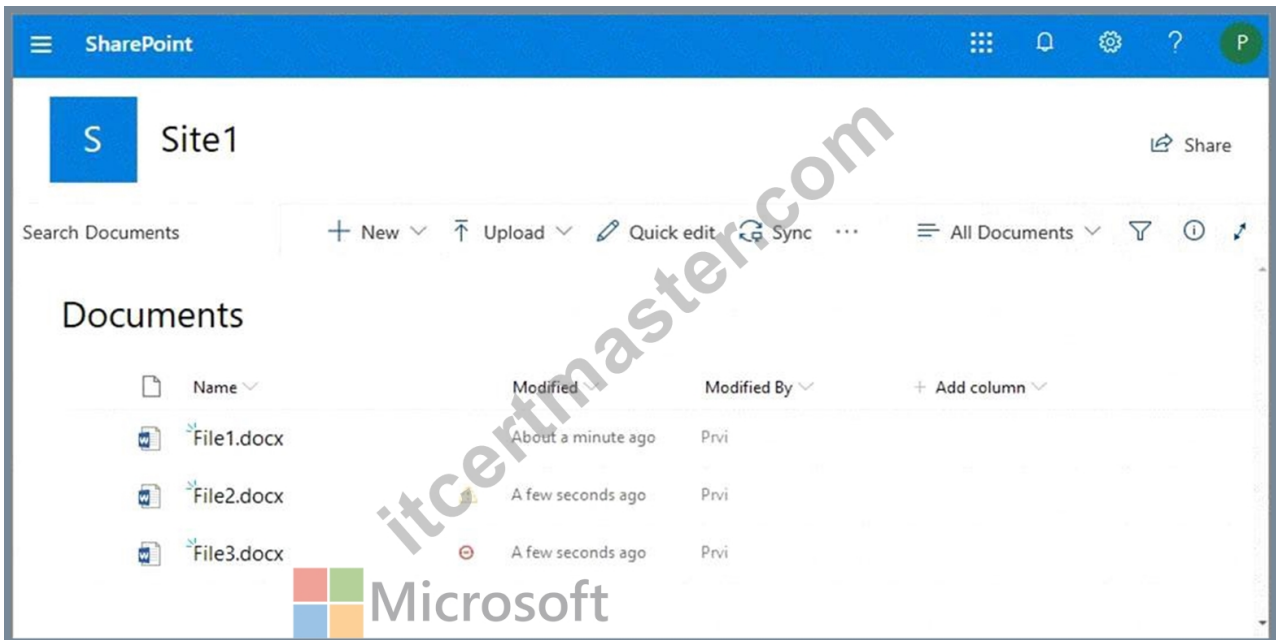 SharePoint
P
S
Site1
Share
Search Documents
New
Upload
Quick edit
Sync
...
All Documents
Documents
Name
Modified
Modified By
+ Add column
File1.docx
About a minute ago
Prvi
File2.docx
A few seconds ago
Prvi
File3.docx
A few seconds ago
Prvi
itcertmaster.com
Microsoft